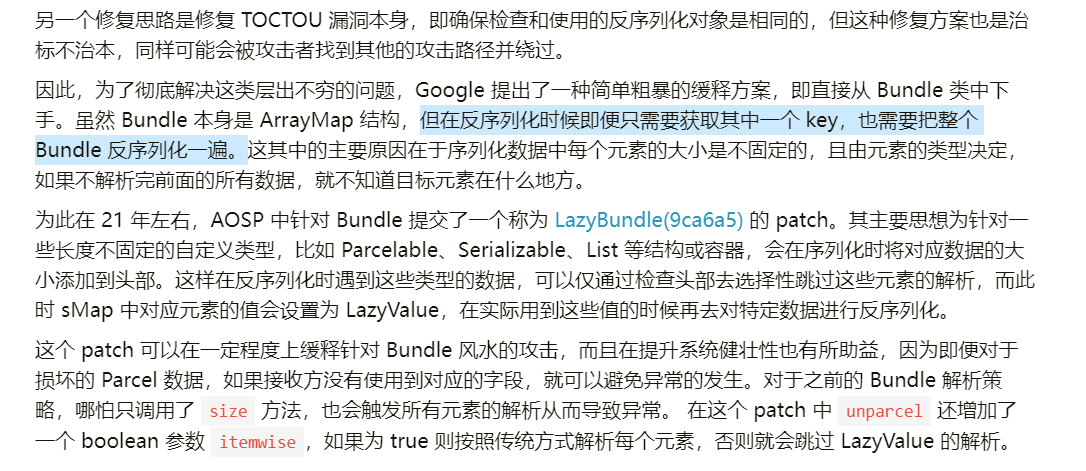 另一个修复思路是修复 TOCTOU 漏洞本身，即确保检查和使用的反序列化对象是相同的，但这种修复方案也是治
标不治本，同样可能会被攻击者找到其他的攻击路径并绕过。
因此，为了彻底解决这类层出不穷的问题，Google 提出了一种简单粗暴的缓释方案，即直接从 Bundle 类中下
手。虽然 Bundle 本身是 ArrayMap 结构，但在反序列化时候即便只需要获取其中一个 key，也需要把整个
Bundle 反序列化一遍。这其中的主要原因在于序列化数据中每个元素的大小是不固定的，且由元素的类型决定，
如果不解析完前面的所有数据，就不知道目标元素在什么地方。
为此在 21 年左右，AOSP 中针对 Bundle 提交了一个称为 LazyBundle(9ca6a5) 的 patch。其主要思想为针对一
些长度不固定的自定义类型，比如 Parcelable、Serializable、List 等结构或容器，会在序列化时将对应数据的大
小添加到头部。这样在反序列化时遇到这些类型的数据，可以仅通过检查头部去选择性跳过这些元素的解析，而此
时 sMap 中对应元素的值会设置为 LazyValue，在实际用到这些值的时候再去对特定数据进行反序列化。
这个 patch 可以在一定程度上缓释针对 Bundle 风水的攻击，而且在提升系统健壮性也有所助益，因为即便对于
损坏的 Parcel 数据，如果接收方没有使用到对应的字段，就可以避免异常的发生。对于之前的 Bundle 解析策
略，哪怕只调用了 size 方法，也会触发所有元素的解析从而导致异常。 在这个 patch 中 unparcel 还增加了
一个 boolean 参数 itemwise，如果为 true 则按照传统方式解析每个元素，否则就会跳过 LazyValue 的解析。